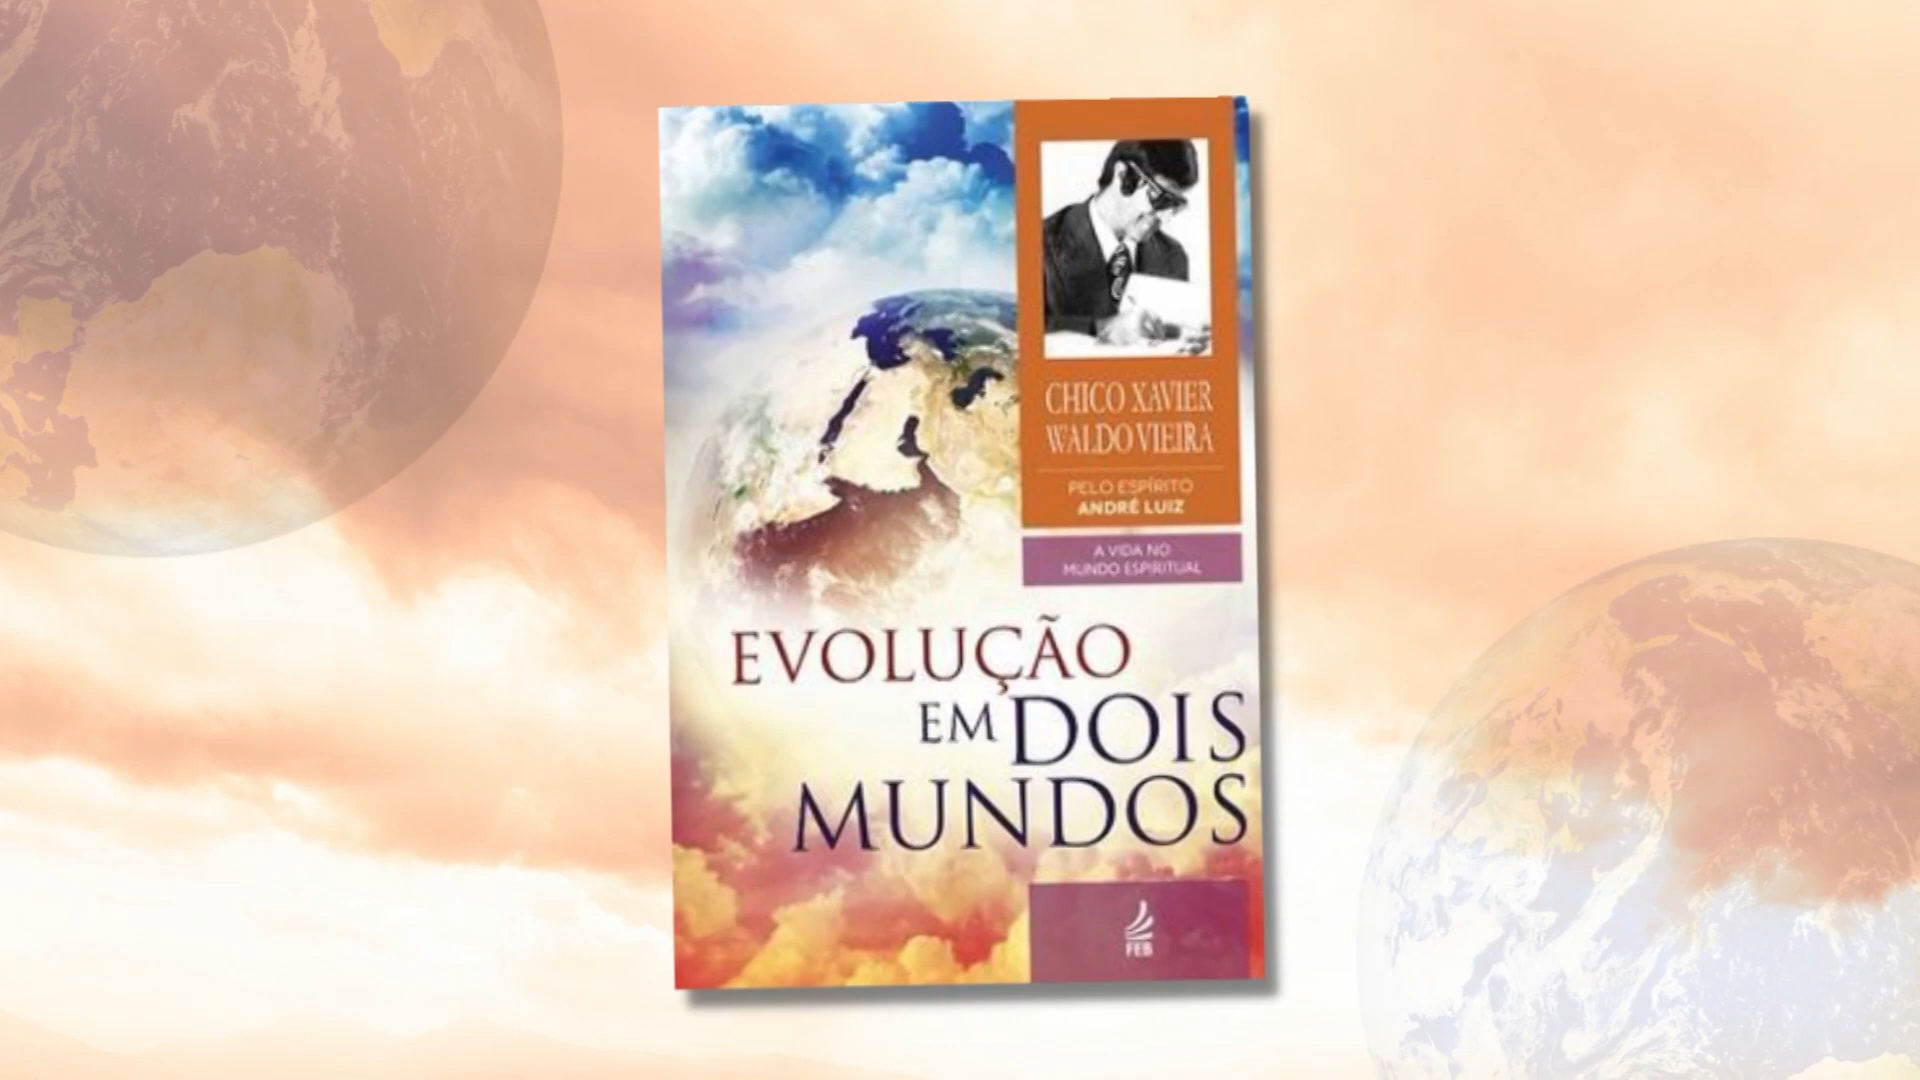 CHICO XAVIER
WALDO VIEIRA
PELO ESPÍRITO
ANDRÉ LUIZ
A VIDA NO
MUNDO ESPIRITUAL
EVOLUÇÃO
EM DOIS
MUNDOS
FEB